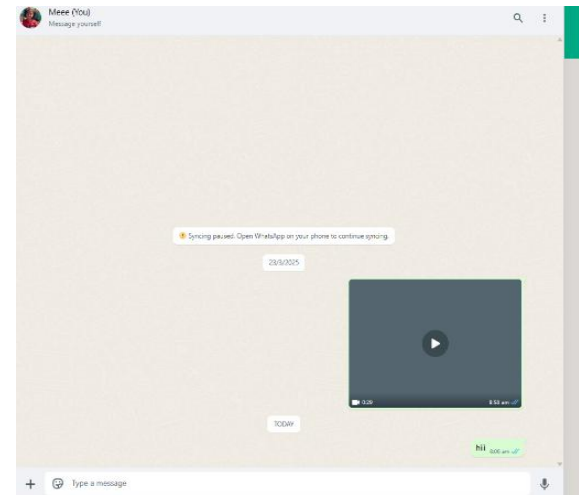 Meee (You)
Message yourself
Syncing paused. Open WhatsApp on your phone to continue syncing.
23/3/2025
0:29
8:50 am
TODAY
hii
Type a message